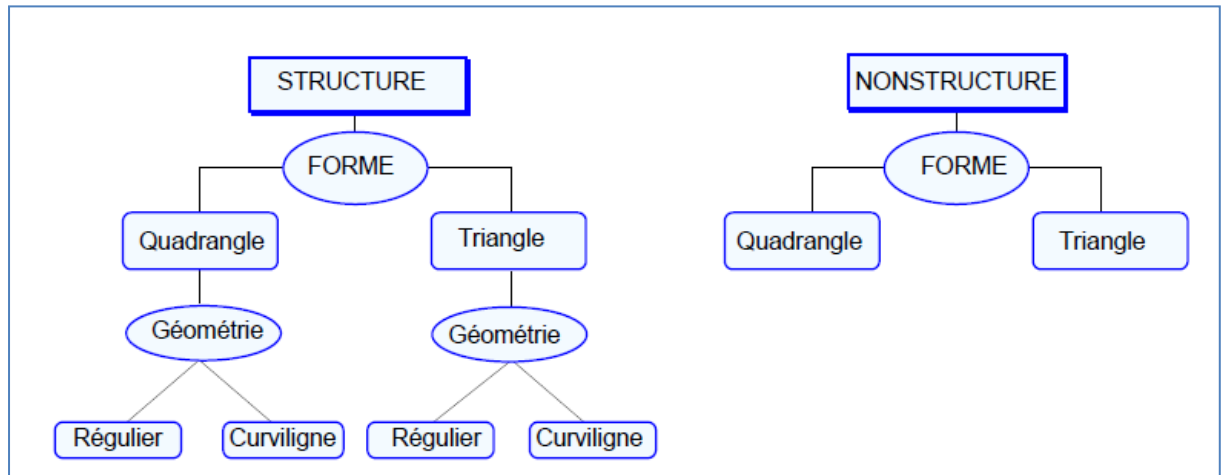 STRUCTURE
FORME
Quadrangle
Triangle
Géométrie
Géométrie
Régulier
Curviligne
Régulier
Curviligne
NONSTRUCTURE
FORME
Quadrangle
Triangle